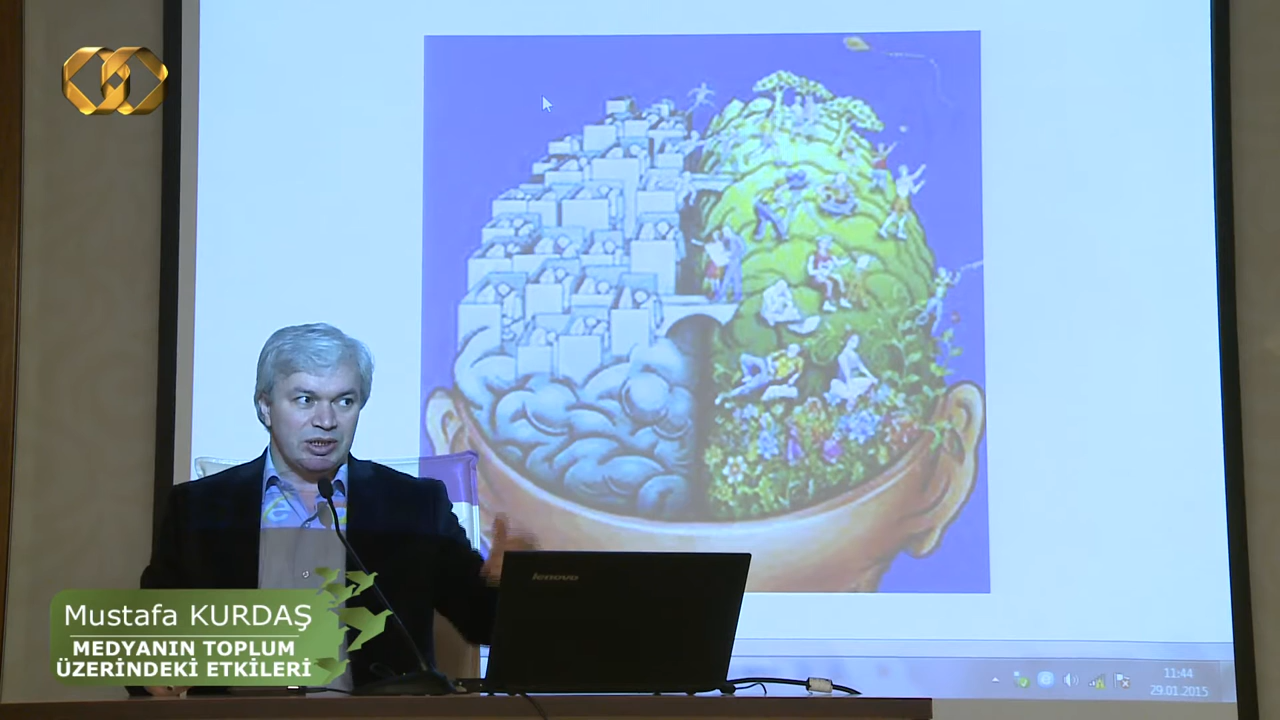 lenovo
Mustafa KURDAŞ
MEDYANIN TOPLUM
ÜZERİNDEKİ ETKİLERİ
11:44
29.01.2015